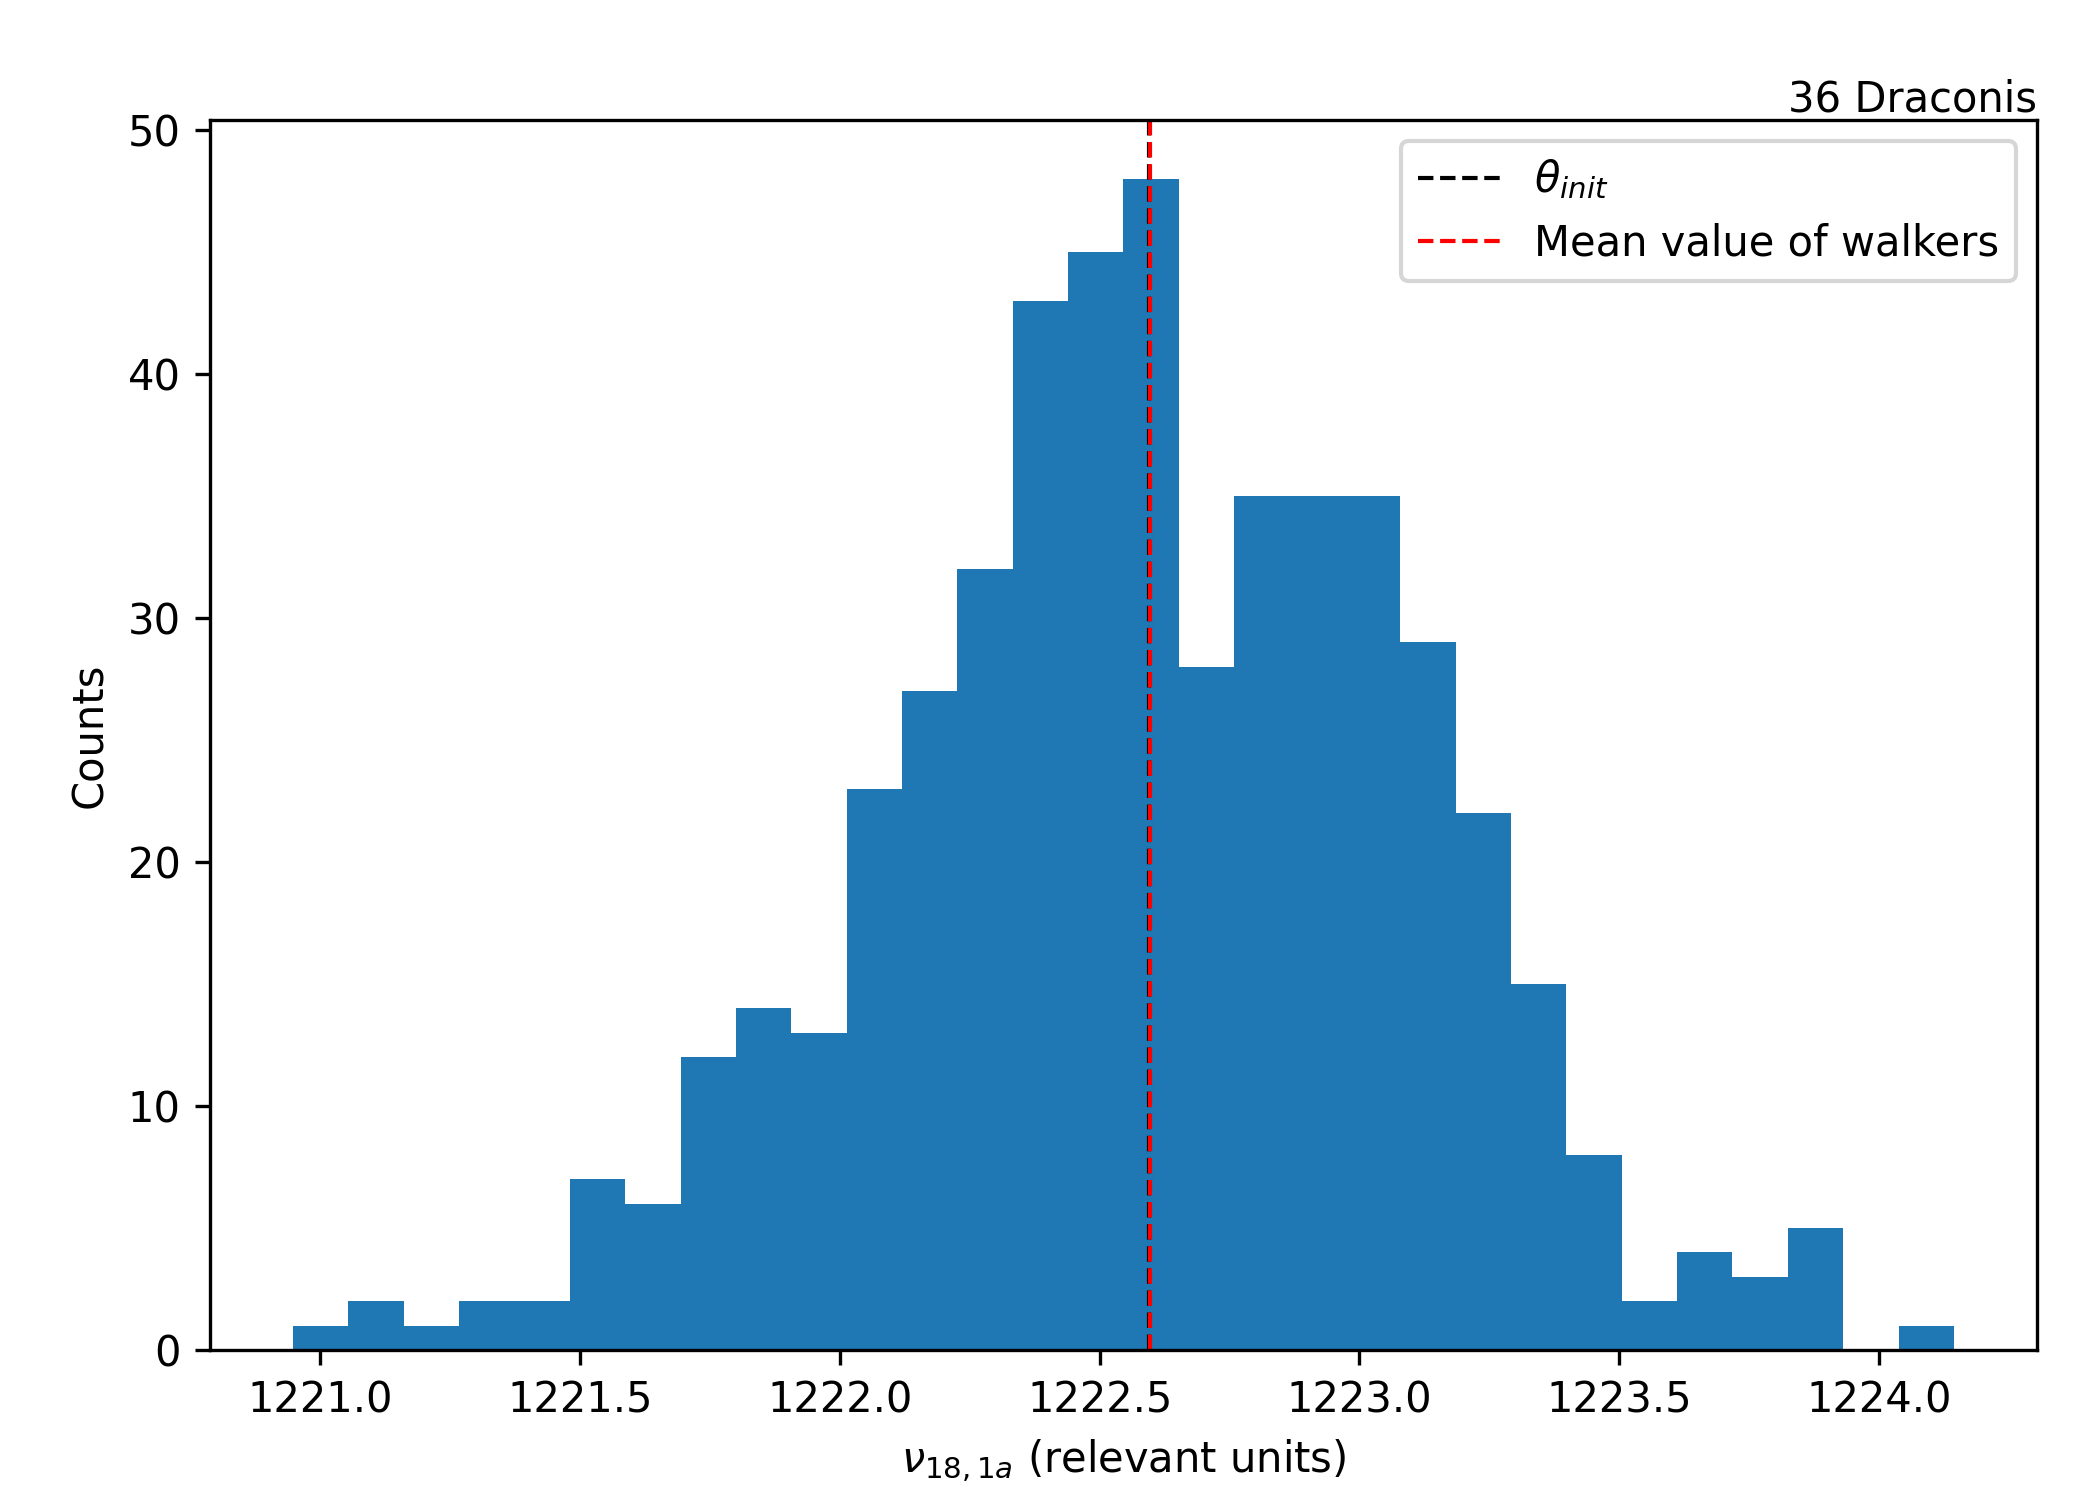 36 Draconis
50
40
30
20
10
0
Counts
θ_init
Mean value of walkers
1221.0 1221.5 1222.0 1222.5 1223.0 1223.5 1224.0
ν_18,1a (relevant units)